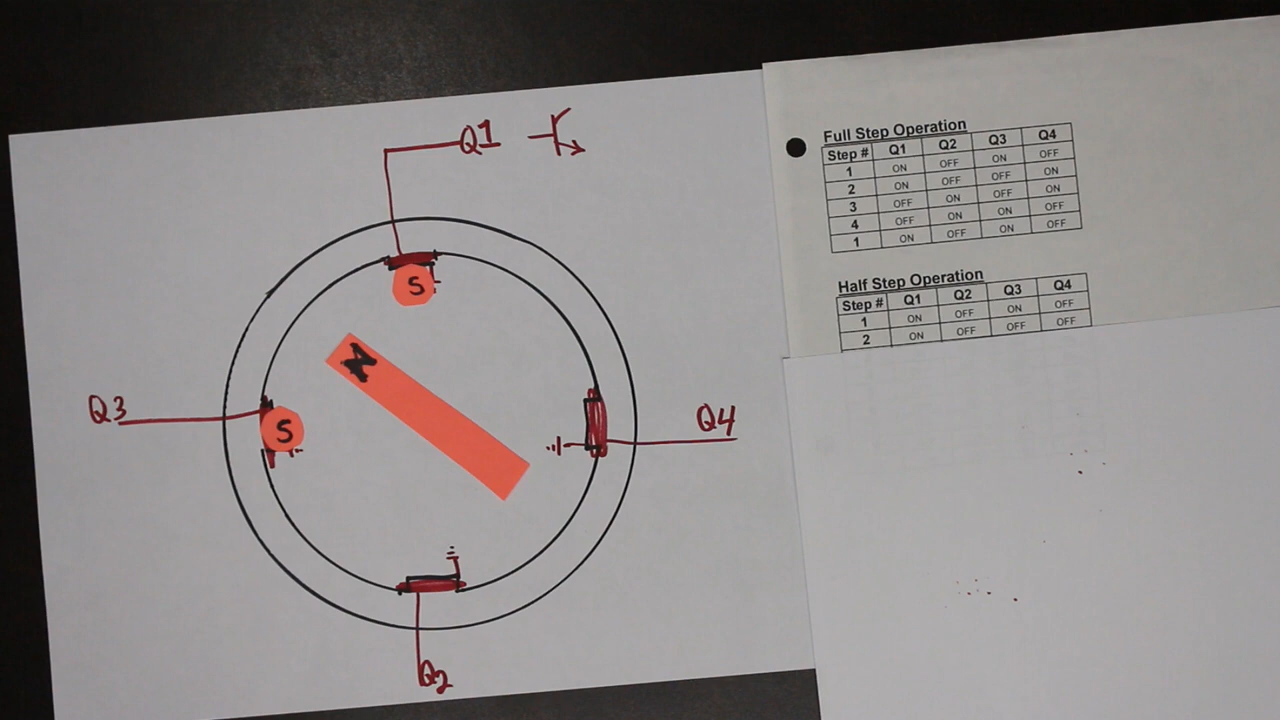 Q1
S
N
Q3
S
Q4
Q2
Full Step Operation
Step # Q1 Q2 Q3 Q4
1 ON OFF ON OFF
2 ON OFF OFF ON
3 OFF ON OFF ON
4 OFF ON ON OFF
1 ON OFF ON OFF
Half Step Operation
Step # Q1 Q2 Q3 Q4
1 ON OFF ON OFF
2 ON OFF OFF OFF